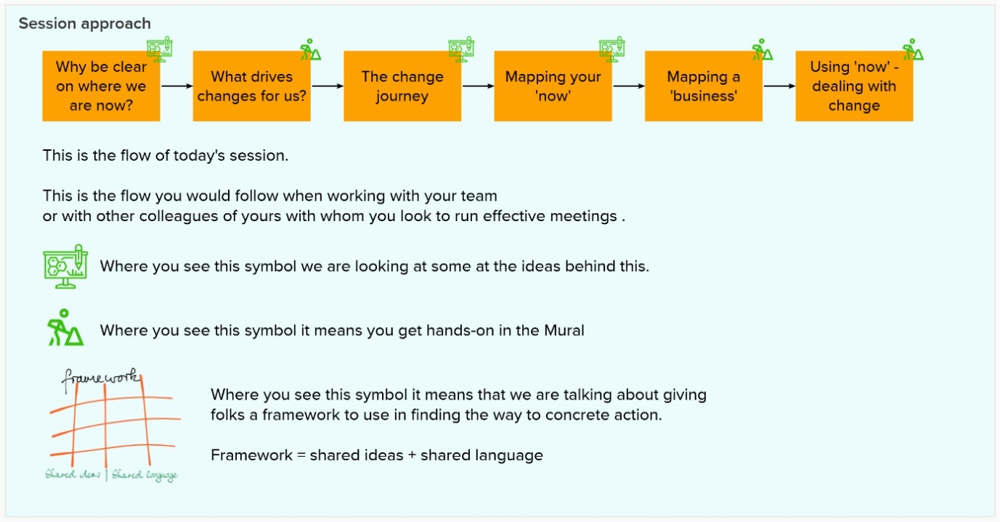 Session approach
Why be clear
on where we
are now?
What drives
changes for us?
The change
journey
Mapping your
'now'
Mapping a
'business'
Using 'now' -
dealing with
change
This is the flow of today's session.
This is the flow you would follow when working with your team
or with other colleagues of yours with whom you look to run effective meetings .
Where you see this symbol we are looking at some at the ideas behind this.
Where you see this symbol it means you get hands-on in the Mural
framework
Shared ideas | Shared language
Where you see this symbol it means that we are talking about giving
folks a framework to use in finding the way to concrete action.
Framework = shared ideas + shared language